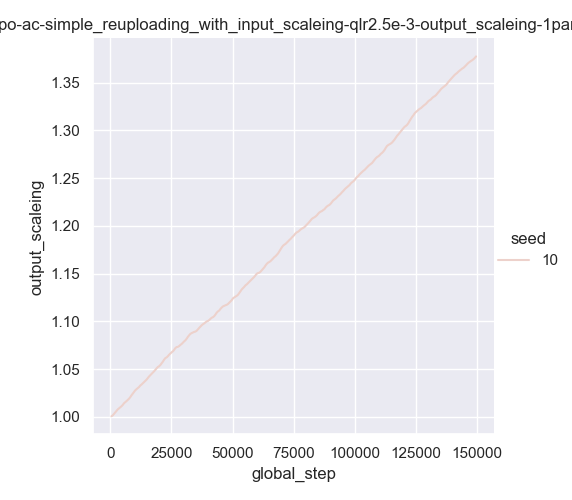 po-ac-simple_reuploading_with_input_scaleing-qlr2.5e-3-output_scaleing-1par
output_scaleing
1.35
1.30
1.25
1.20
1.15
1.10
1.05
1.00
0 25000 50000 75000 100000 125000 150000
global_step
seed
10